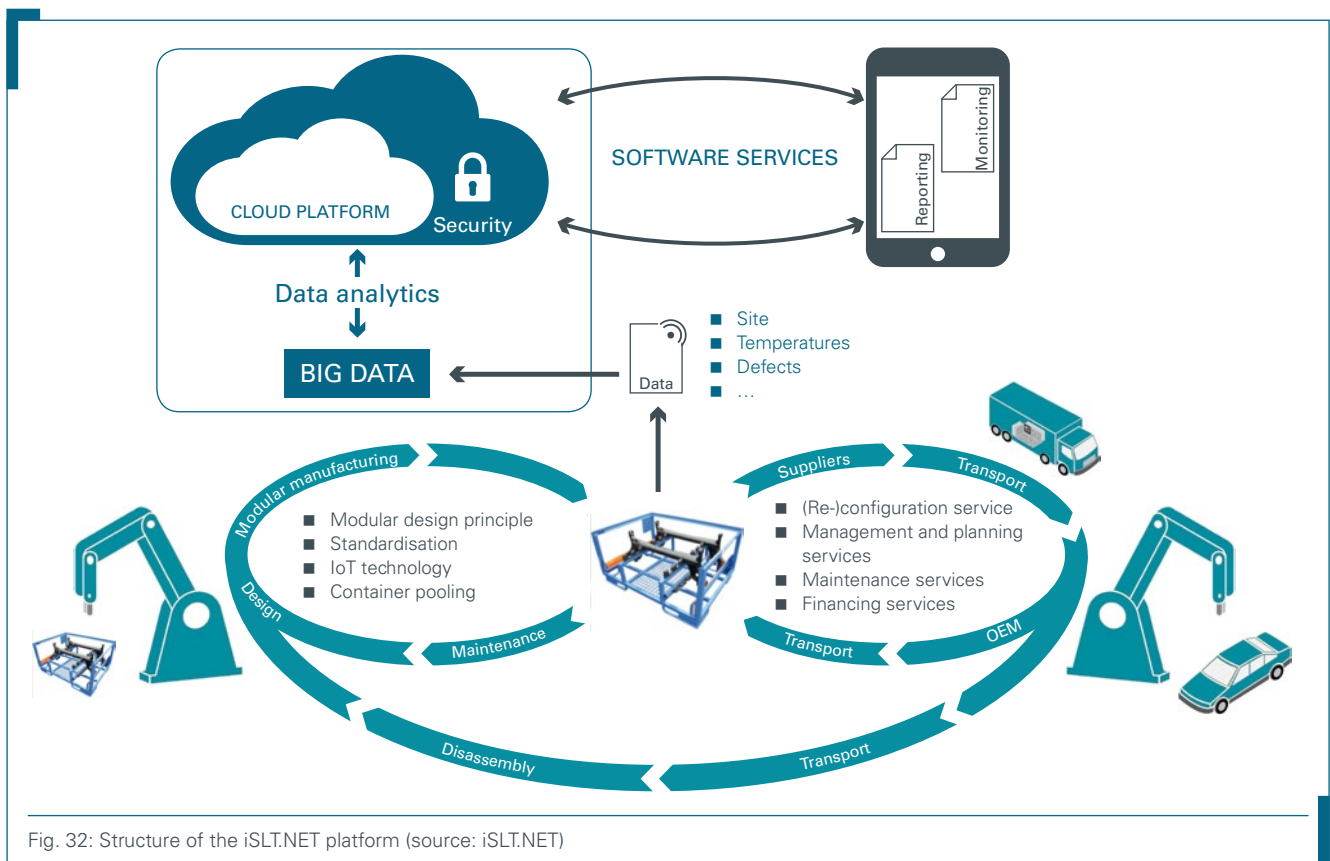 CLOUD PLATFORM
Security
SOFTWARE SERVICES
Monitoring
Reporting
Data analytics
BIG DATA
Data
■ Site
■ Temperatures
■ Defects
■ ...
Modular manufacturing
■ Modular design principle
■ Standardisation
■ IoT technology
■ Container pooling
Design
Maintenance
Suppliers
Transport
■ (Re-)configuration service
■ Management and planning
services
■ Maintenance services
■ Financing services
OEM
Transport
Disassembly
Transport
Fig. 32: Structure of the iSLT.NET platform (source: iSLT.NET)